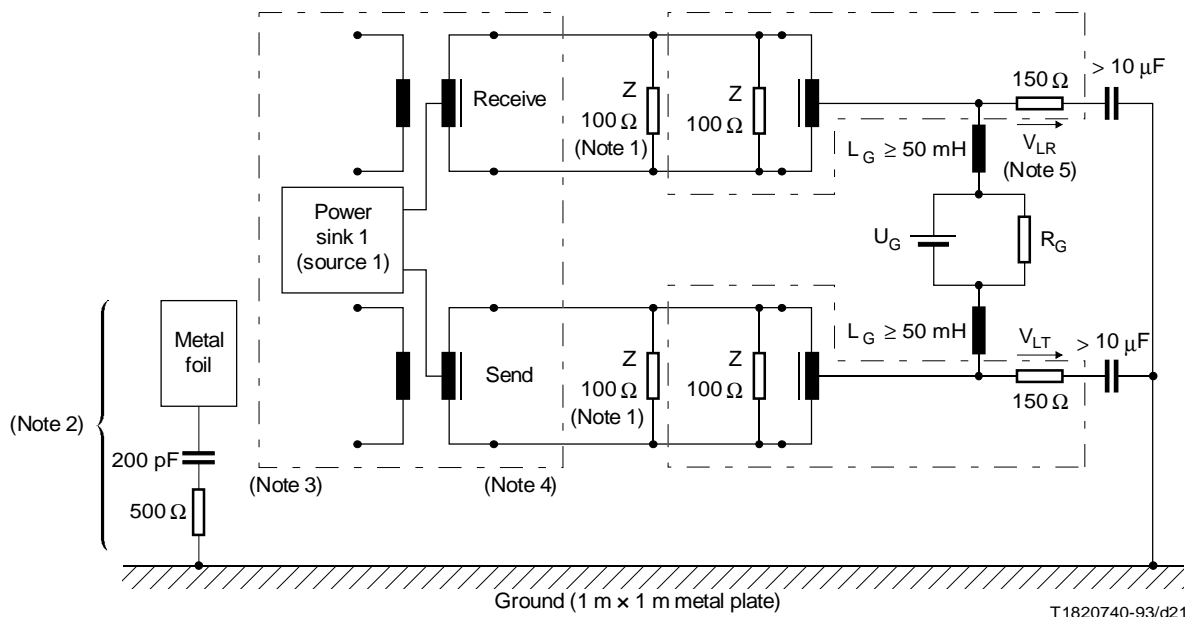 Receive
Z
100 Ω
(Note 1)
Z
100 Ω
150 Ω
> 10 μF
L_G ≥ 50 mH
V_LR
(Note 5)
Power
sink 1
(source 1)
U_G
R_G
Metal
foil
(Note 2)
200 pF
500 Ω
Send
Z
100 Ω
(Note 1)
Z
100 Ω
L_G ≥ 50 mH
V_LT
> 10 μF
150 Ω
(Note 3)
(Note 4)
Ground (1 m × 1 m metal plate)
T1820740-93/d21